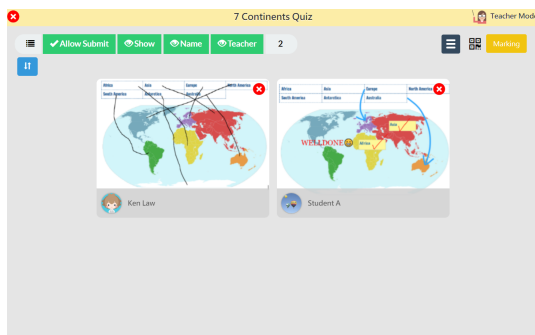 7 Continents Quiz
Teacher Mode
Allow Submit Show Name Teacher 2
Marking
Africa Asia Europe North America
South America Antarctica Australia
Ken Law
Africa Asia Europe North America
South America Antarctica Australia
Asia
WELLDONE
Africa
Student A